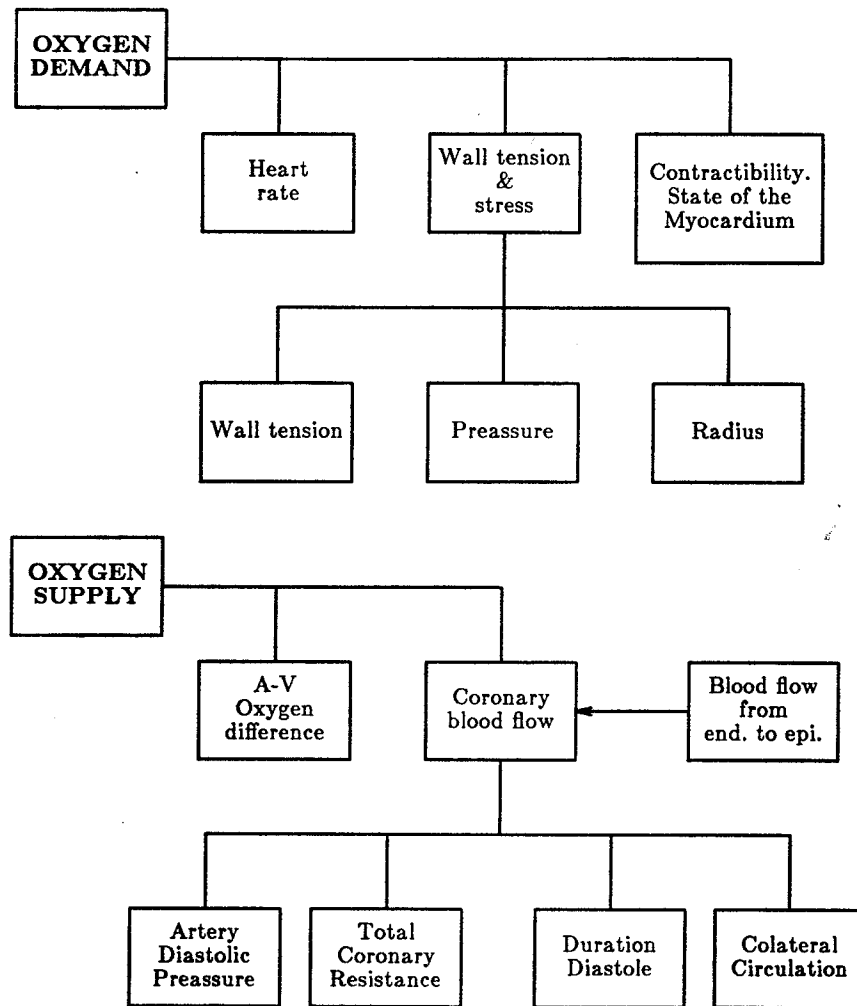 OXYGEN
DEMAND
Heart
rate
Wall tension
&
stress
Contractibility.
State of the
Myocardium
Wall tension
Preassure
Radius
OXYGEN
SUPPLY
A-V
Oxygen
difference
Coronary
blood flow
Blood flow
from
end. to epi.
Artery
Diastolic
Preassure
Total
Coronary
Resistance
Duration
Diastole
Colateral
Circulation